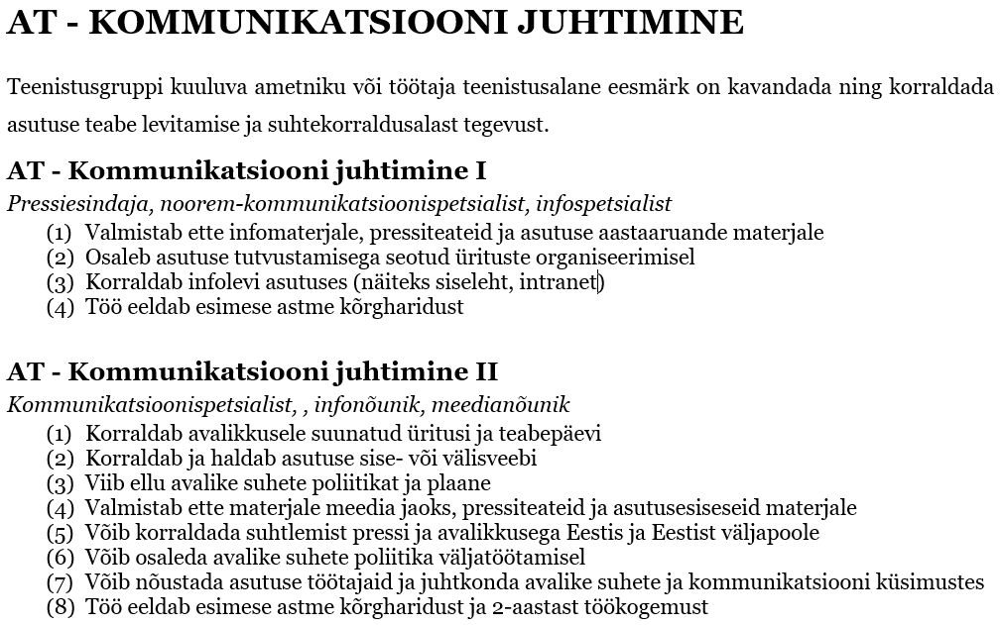 AT - KOMMUNIKATSIOONI JUHTIMINE
Teenistusgruppi kuuluva ametniku või töötaja teenistusalane eesmärk on kavandada ning korraldada
asutuse teabe levitamise ja suhtekorraldusalast tegevust.
AT - Kommunikatsiooni juhtimine I
Pressiesindaja, noorem-kommunikatsioonispetsialist, infospetsialist
(1) Valmistab ette infomaterjale, pressiteateid ja asutuse aastaaruande materjale
(2) Osaleb asutuse tutvustamisega seotud ürituste organiseerimisel
(3) Korraldab infolevi asutuses (näiteks siseleht, intranet)
(4) Töö eeldab esimese astme kõrgharidust
AT - Kommunikatsiooni juhtimine II
Kommunikatsioonispetsialist, , infonõunik, meedianõunik
(1) Korraldab avalikkusele suunatud üritusi ja teabepäevi
(2) Korraldab ja haldab asutuse sise- või välisveebi
(3) Viib ellu avalike suhete poliitikat ja plaane
(4) Valmistab ette materjale meedia jaoks, pressiteateid ja asutusesiseseid materjale
(5) Võib korraldada suhtlemist pressi ja avalikkusega Eestis ja Eestist väljapoole
(6) Võib osaleda avalike suhete poliitika väljatöötamisel
(7) Võib nõustada asutuse töötajaid ja juhtkonda avalike suhete ja kommunikatsiooni küsimustes
(8) Töö eeldab esimese astme kõrgharidust ja 2-aastast töökogemust